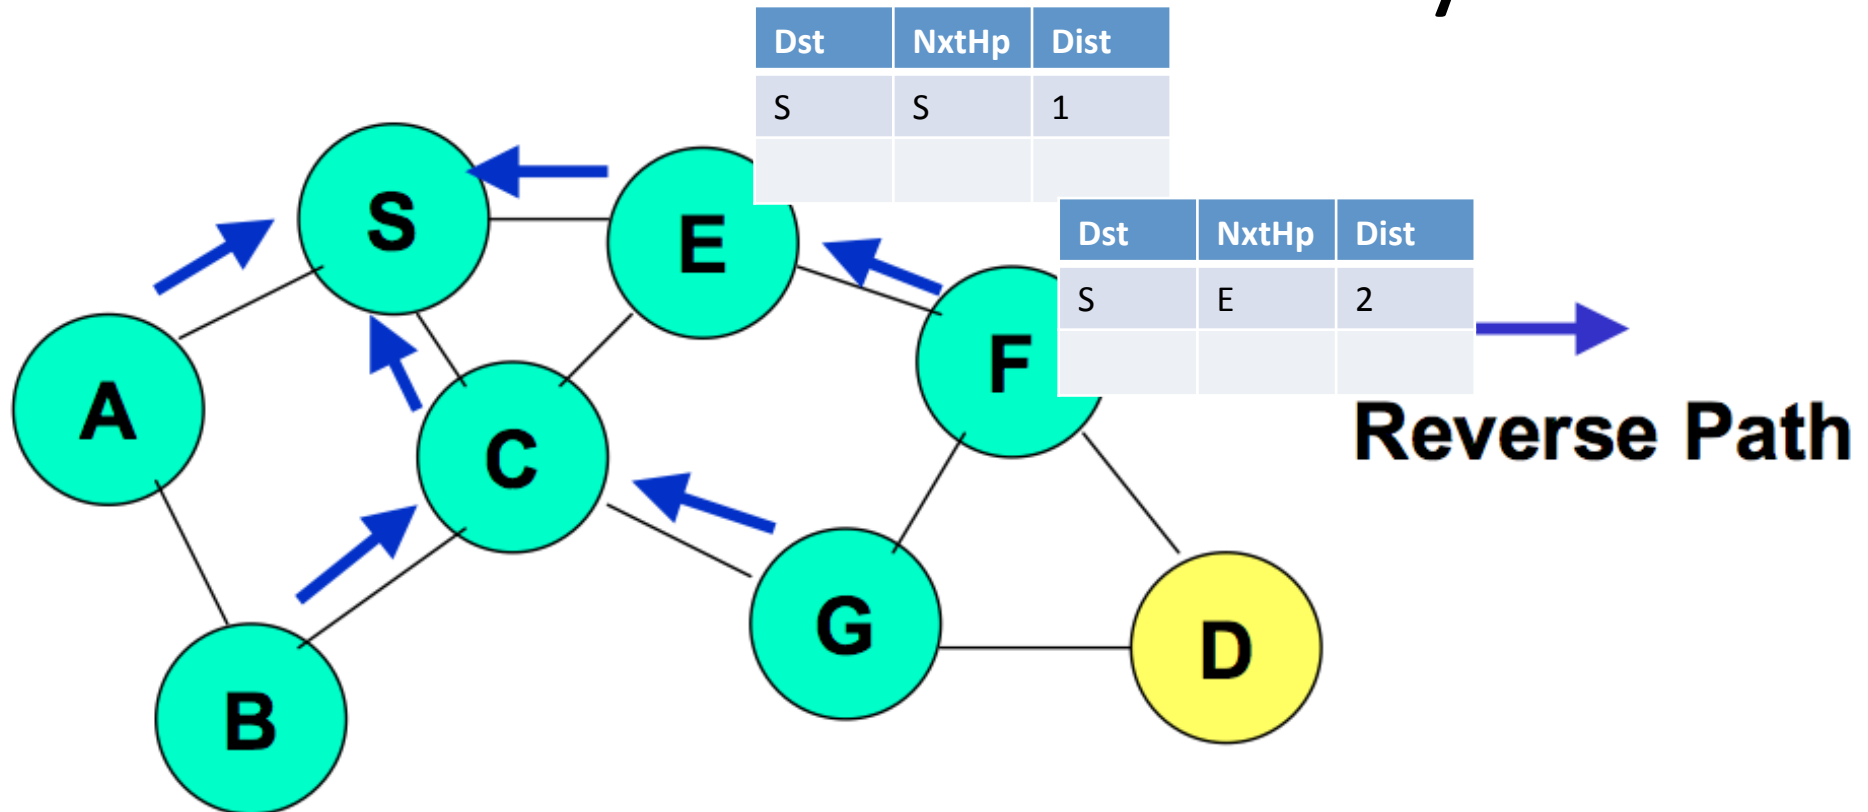 Dst NxtHp Dist
S S 1
Dst NxtHp Dist
S E 2
S
E
F
A
C
Reverse Path
G
D
B